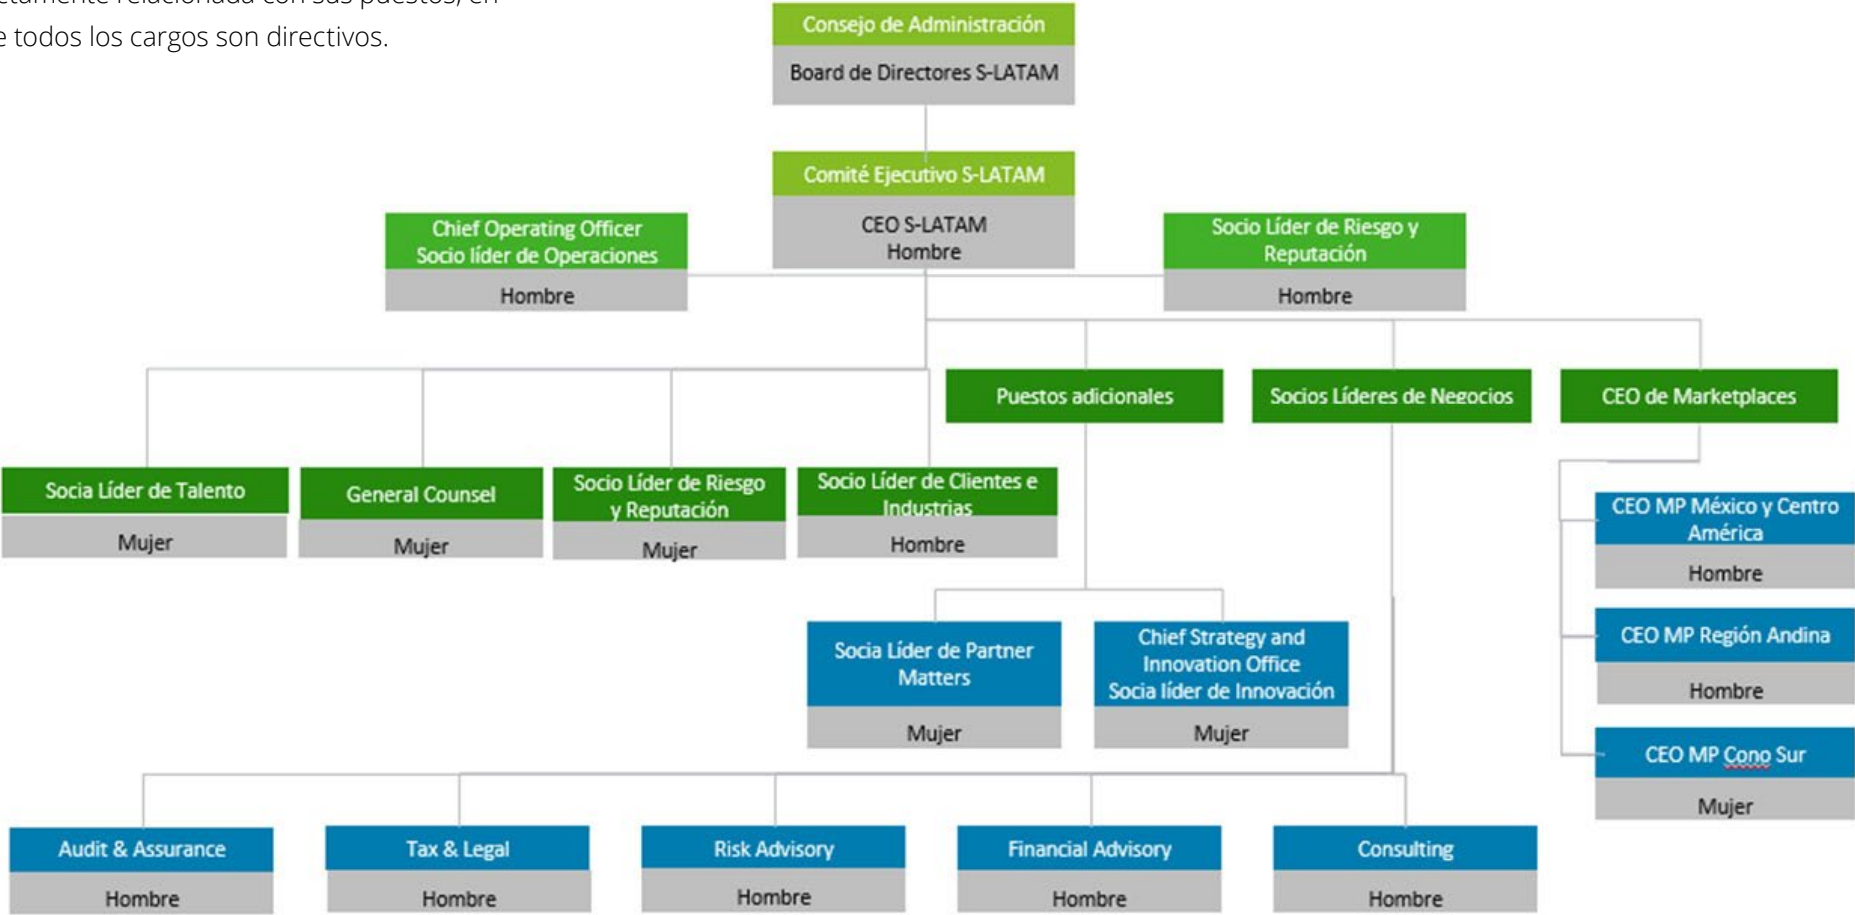 todos los cargos son directivos.
relacionada con sus puestos, en
Consejo de Administración
Board de Directores S-LATAM
Comité Ejecutivo S-LATAM
CEO S-LATAM
Hombre
Chief Operating Officer
Socio líder de Operaciones
Hombre
Socio Líder de Riesgo y
Reputación
Hombre
Puestos adicionales
Socios Líderes de Negocios
CEO de Marketplaces
Socia Líder de Talento
Mujer
General Counsel
Mujer
Socio Líder de Riesgo
y Reputación
Mujer
Socio Líder de Clientes e
Industrias
Hombre
CEO MP México y Centro
América
Hombre
CEO MP Región Andina
Hombre
CEO MP Cono Sur
Mujer
Socia Líder de Partner
Matters
Mujer
Chief Strategy and
Innovation Office
Socia líder de Innovación
Mujer
Audit & Assurance
Hombre
Tax & Legal
Hombre
Risk Advisory
Hombre
Financial Advisory
Hombre
Consulting
Hombre